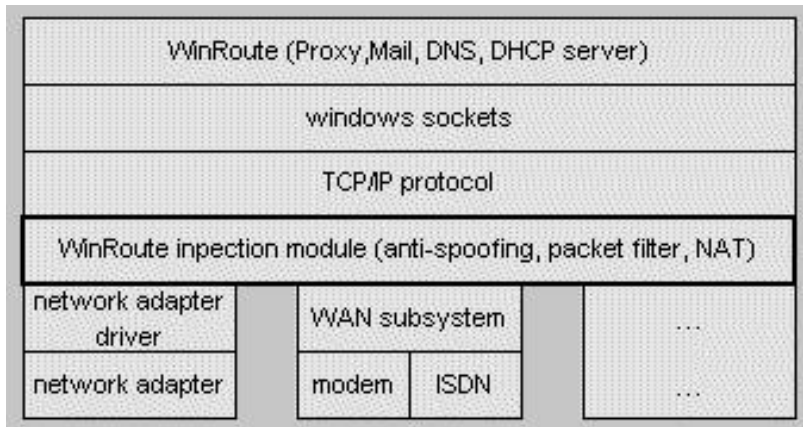 WinRoute (Proxy,Mail, DNS, DHCP server)
windows sockets
TCP/IP protocol
WinRoute inpection module (anti-spoofing, packet filter, NAT)
network adapter
driver
WAN subsystem
...
network adapter
modem
ISDN
...